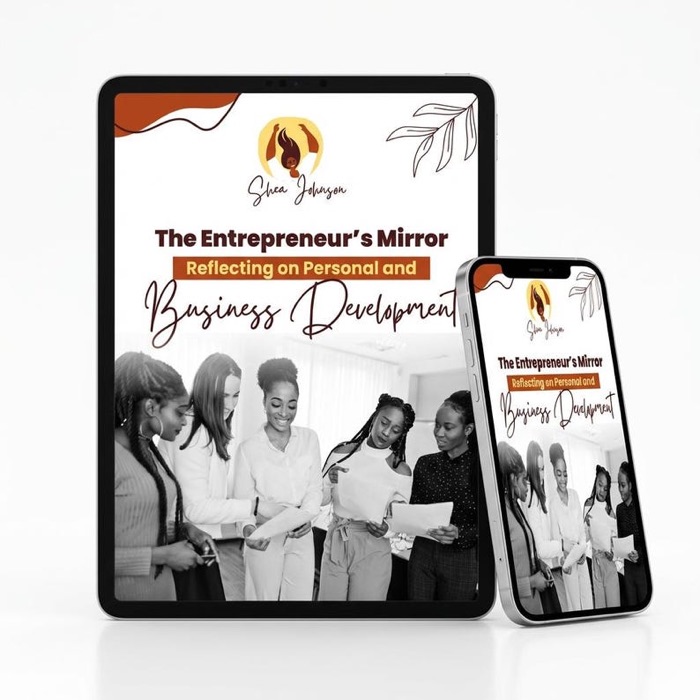 Shea Johnson
The Entrepreneur's Mirror
Reflecting on Personal and
Business Development
Shea Johnson
The Entrepreneur's Mirror
Reflecting on Personal and
Business Development